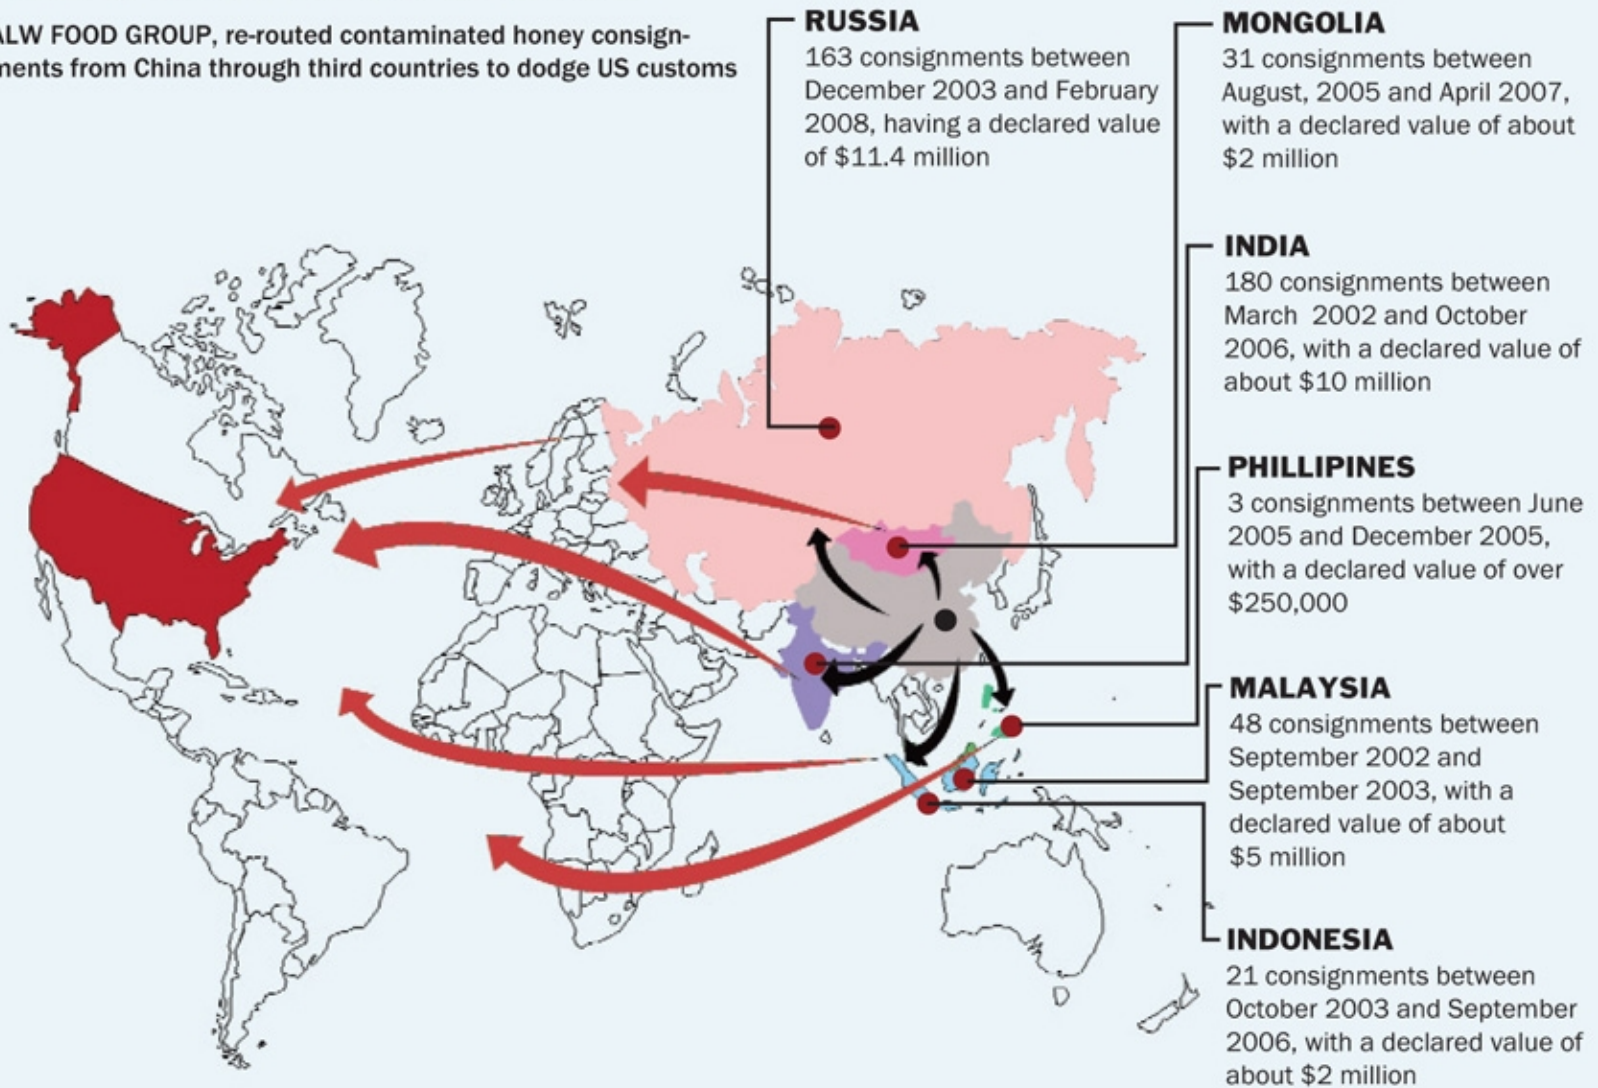 ALW FOOD GROUP, re-routed contaminated honey consign-
ments from China through third countries to dodge US customs
RUSSIA
163 consignments between
December 2003 and February
2008, having a declared value
of $11.4 million
MONGOLIA
31 consignments between
August, 2005 and April 2007,
with a declared value of about
$2 million
INDIA
180 consignments between
March 2002 and October
2006, with a declared value of
about $10 million
PHILLIPINES
3 consignments between June
2005 and December 2005,
with a declared value of over
$250,000
MALAYSIA
48 consignments between
September 2002 and
September 2003, with a
declared value of about
$5 million
INDONESIA
21 consignments between
October 2003 and September
2006, with a declared value of
about $2 million